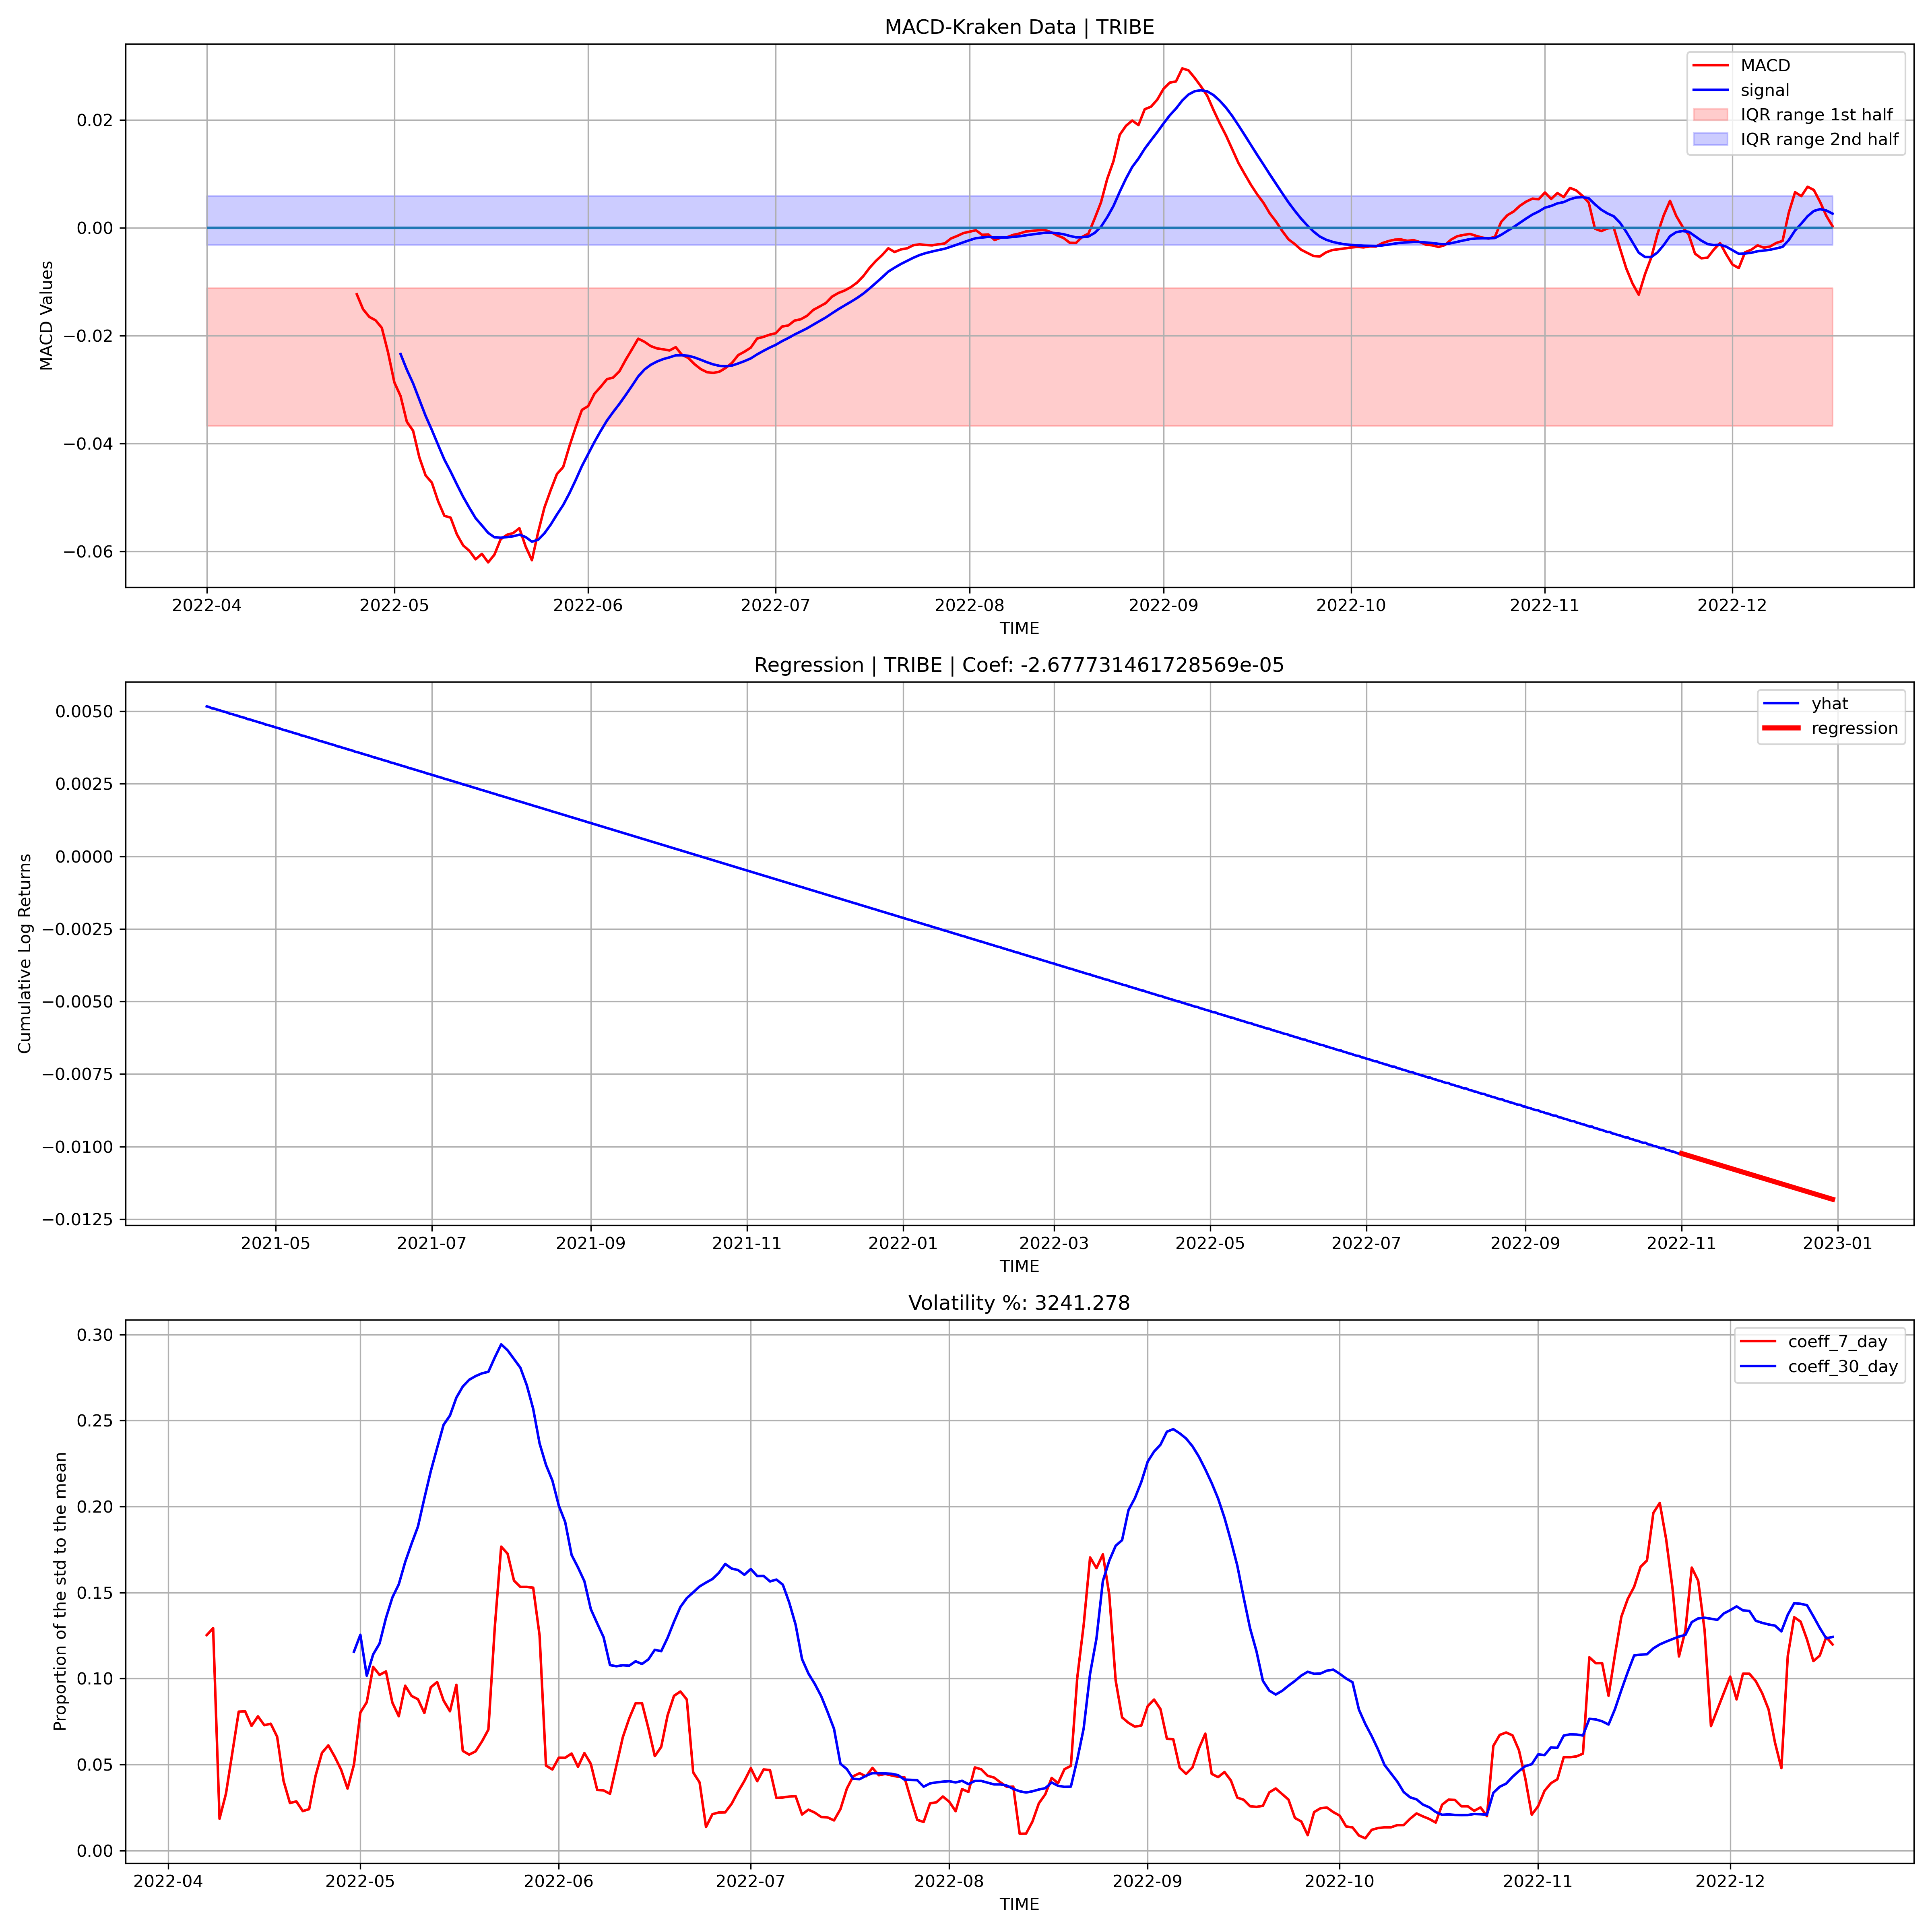 MACD-Kraken Data | TRIBE
MACD
signal
IQR range 1st half
IQR range 2nd half
0.02
0.00
−0.02
−0.04
−0.06
MACD Values
2022-04 2022-05 2022-06 2022-07 2022-08 2022-09 2022-10 2022-11 2022-12
TIME
Regression | TRIBE | Coef: -2.677731461728569e-05
yhat
regression
0.0050
0.0025
0.0000
−0.0025
−0.0050
−0.0075
−0.0100
−0.0125
Cumulative Log Returns
2021-05 2021-07 2021-09 2021-11 2022-01 2022-03 2022-05 2022-07 2022-09 2022-11 2023-01
TIME
Volatility %: 3241.278
coeff_7_day
coeff_30_day
0.30
0.25
0.20
0.15
0.10
0.05
0.00
Proportion of the std to the mean
2022-04 2022-05 2022-06 2022-07 2022-08 2022-09 2022-10 2022-11 2022-12
TIME